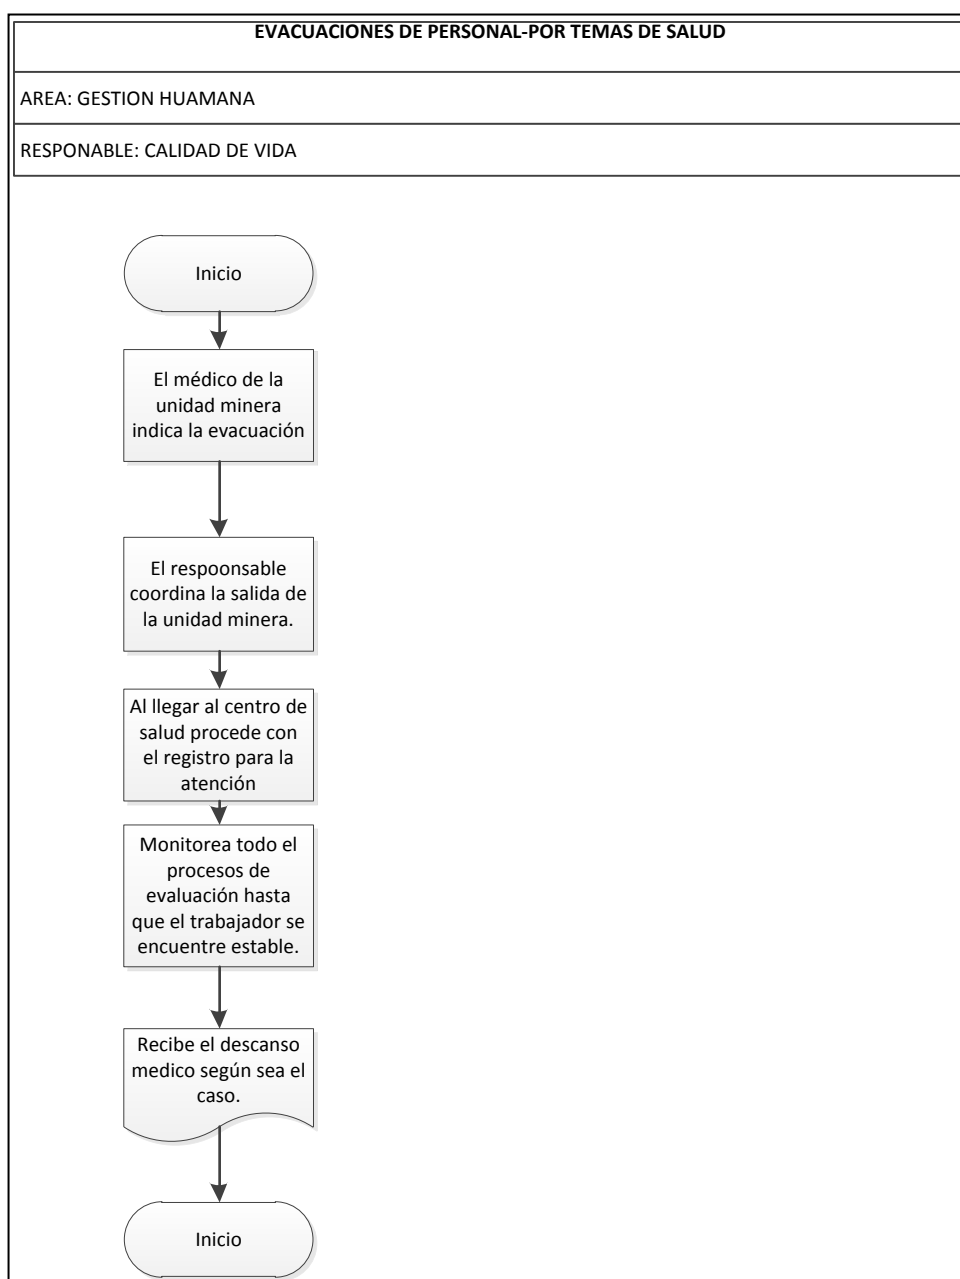 EVACUACIONES DE PERSONAL-POR TEMAS DE SALUD
AREA: GESTION HUAMANA
RESPONABLE: CALIDAD DE VIDA
Inicio
El médico de la
unidad minera
indica la evacuación
El respoonsable
coordina la salida de
la unidad minera.
Al llegar al centro de
salud procede con
el registro para la
atención
Monitorea todo el
procesos de
evaluación hasta
que el trabajador se
encuentre estable.
Recibe el descanso
medico según sea el
caso.
Inicio